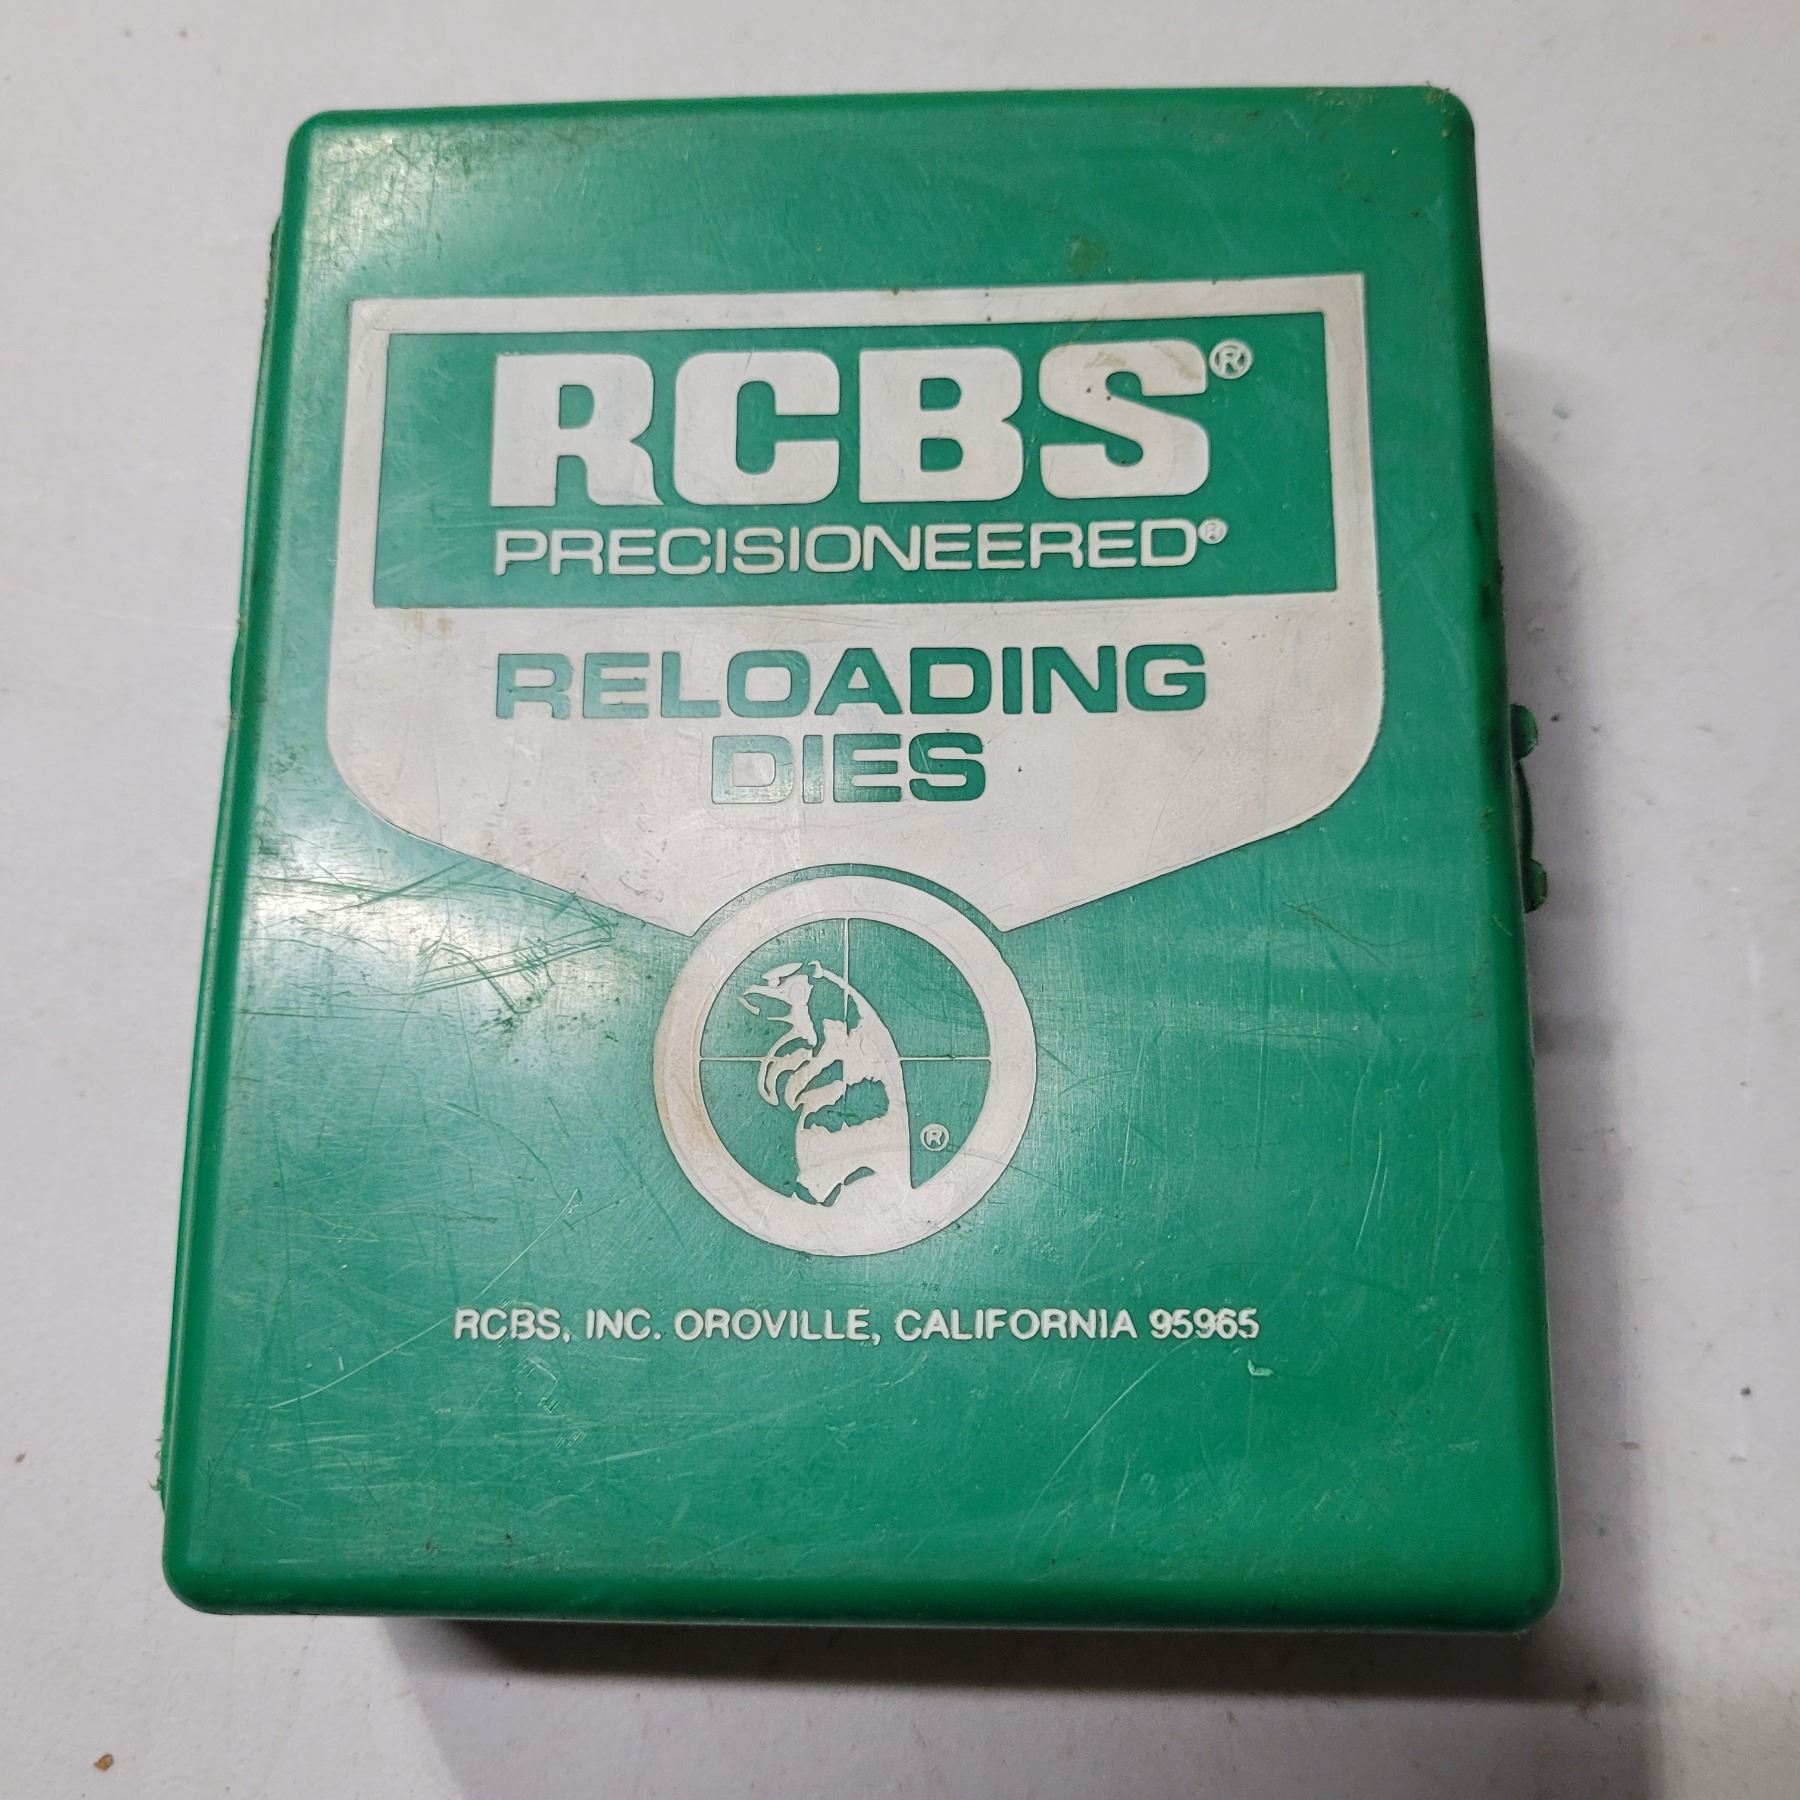 RCBS®
PRECISIONEERED®
RELOADING
DIES
®
RCBS, INC. OROVILLE, CALIFORNIA 95965